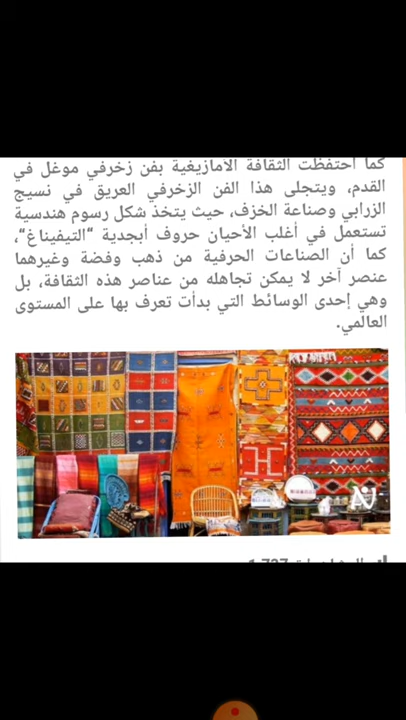 كما احتفظت الثقافة الأمازيغية بفن زخرفي موغل في
القدم، ويتجلى هذا الفن الزخرفي العريق في نسيج
الزرابي وصناعة الخزف، حيث يتخذ شكل رسوم هندسية
تستعمل في أغلب الأحيان حروف أبجدية “التيفيناغ“،
كما أن الصناعات الحرفية من ذهب وفضة وغيرهما
عنصر آخر لا يمكن تجاهله من عناصر هذه الثقافة، بل
وهي إحدى الوسائط التي بدأت تعرف بها على المستوى
العالمي.